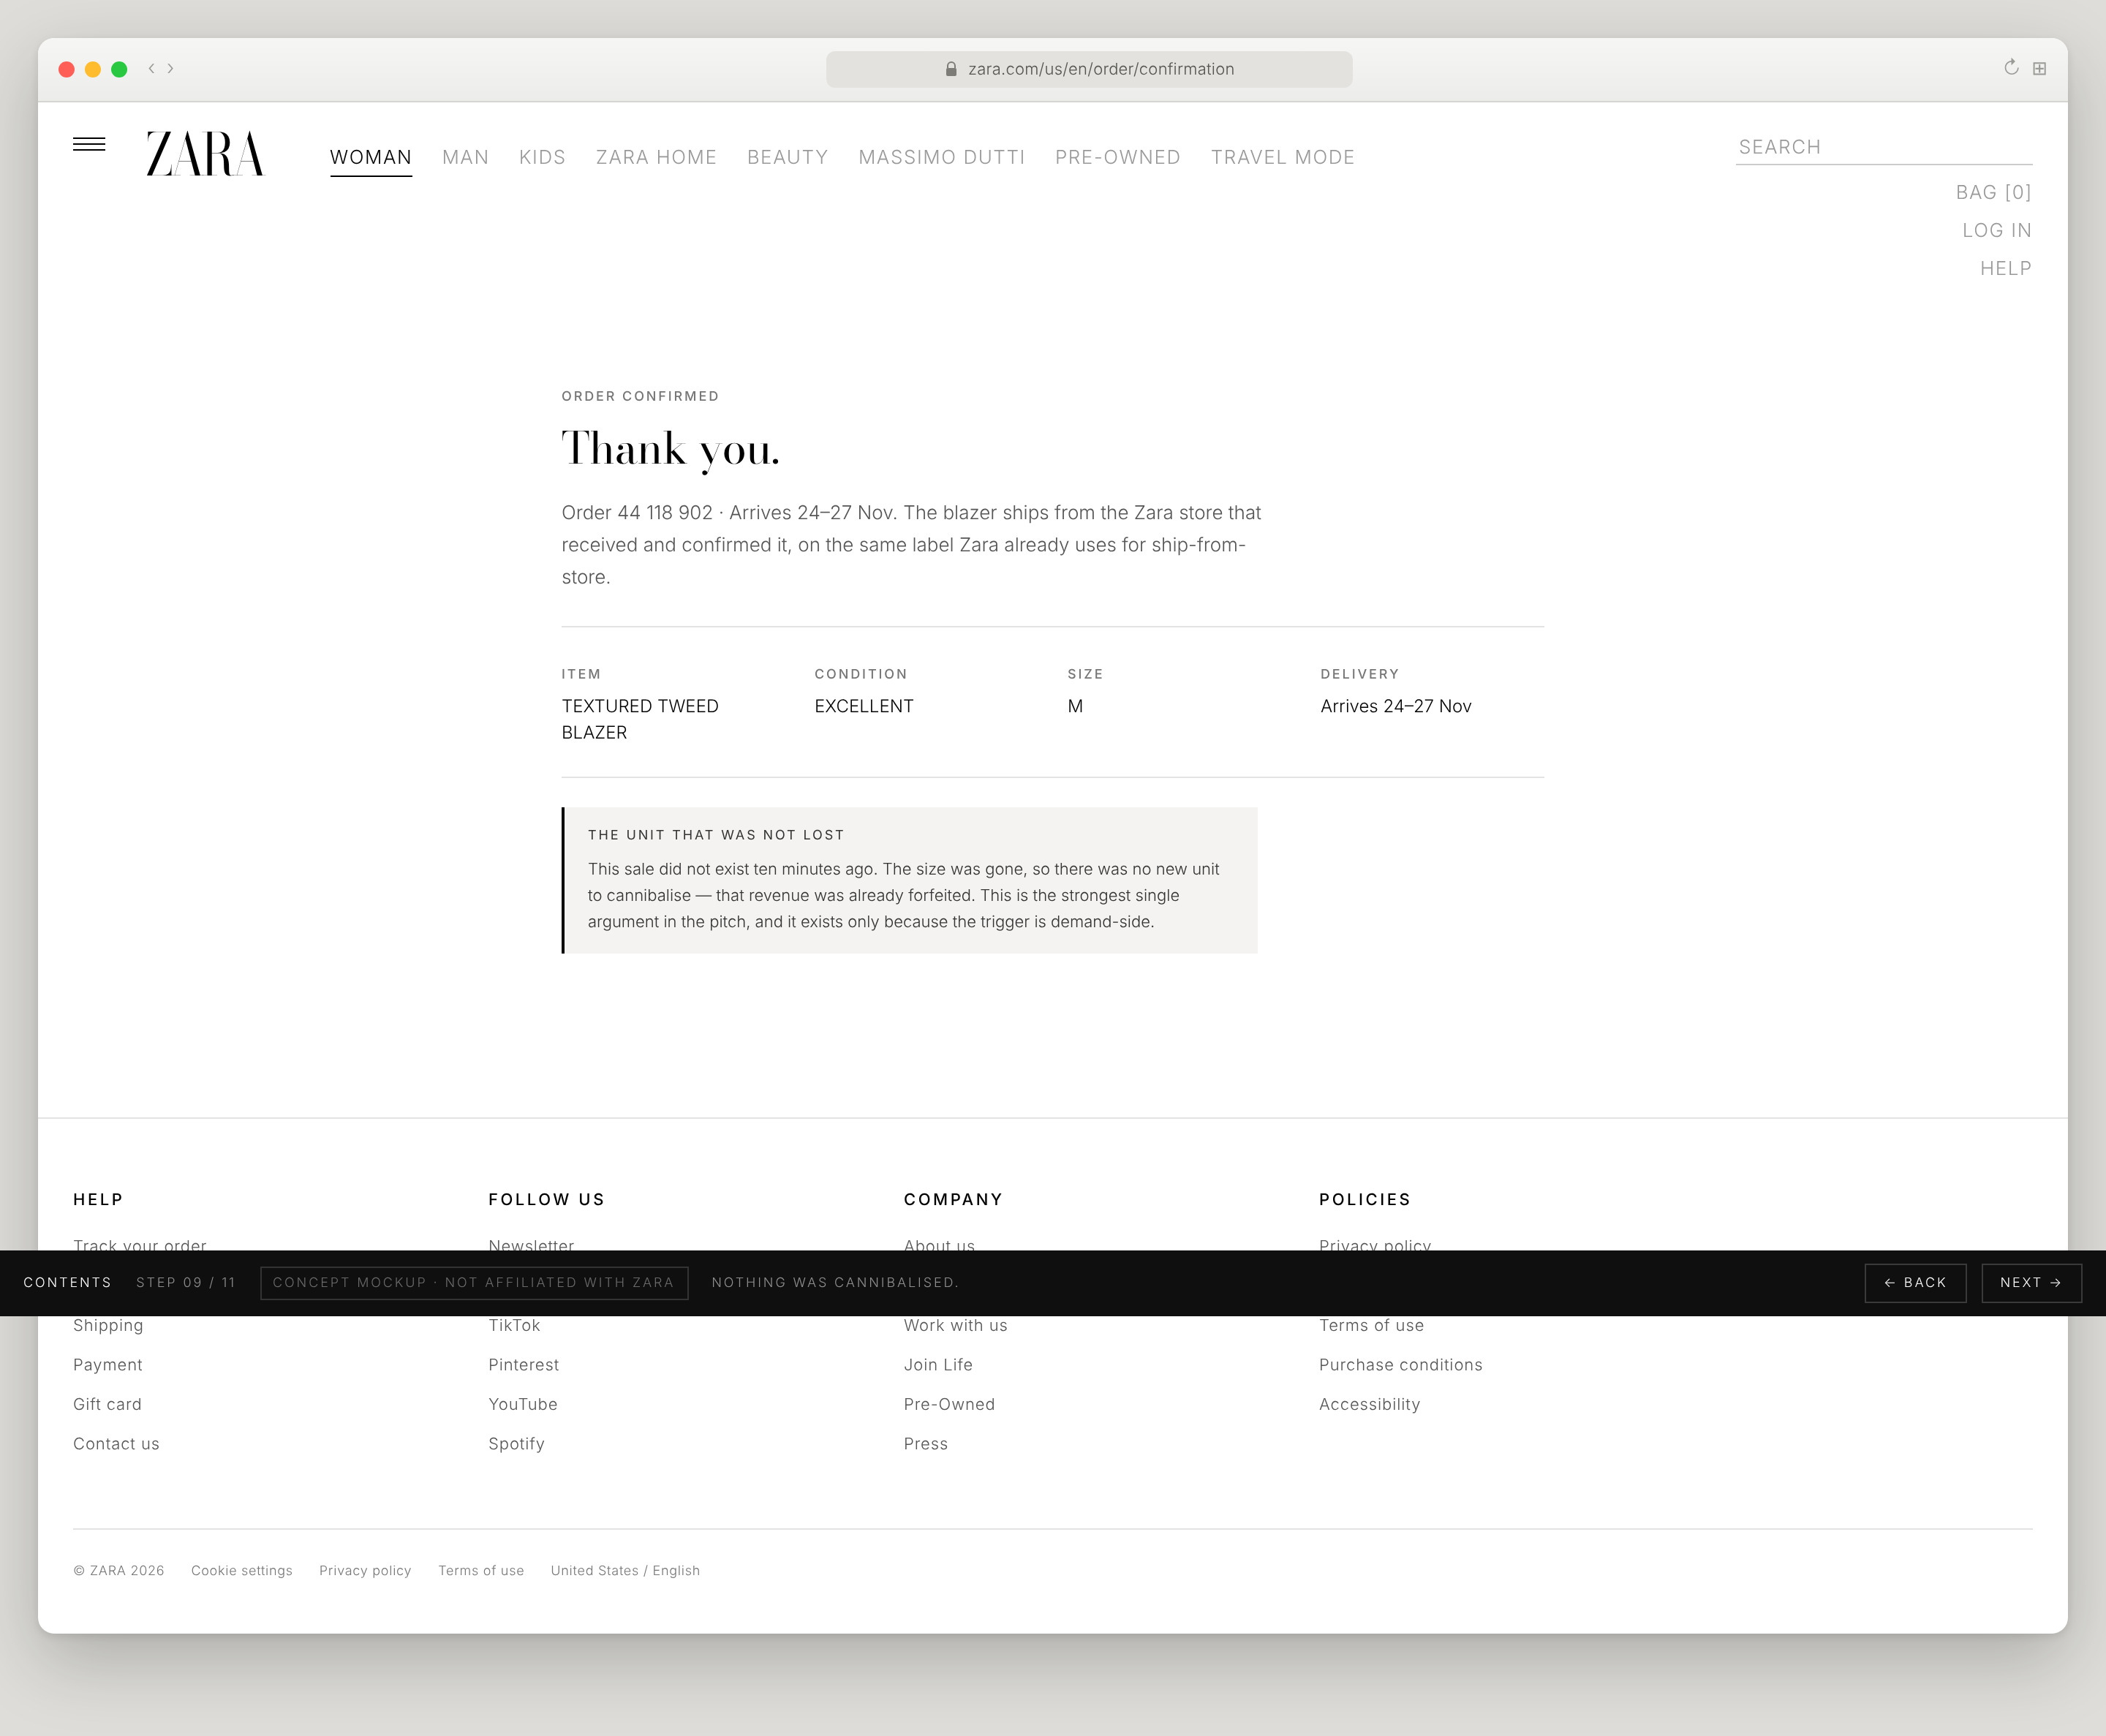 zara.com/us/en/order/confirmation
ZARA
WOMAN MAN KIDS ZARA HOME BEAUTY MASSIMO DUTTI PRE-OWNED TRAVEL MODE
SEARCH
BAG [0]
LOG IN
HELP
ORDER CONFIRMED
Thank you.
Order 44 118 902 · Arrives 24–27 Nov. The blazer ships from the Zara store that
received and confirmed it, on the same label Zara already uses for ship-from-
store.
ITEM CONDITION SIZE DELIVERY
TEXTURED TWEED EXCELLENT M Arrives 24–27 Nov
BLAZER
THE UNIT THAT WAS NOT LOST
This sale did not exist ten minutes ago. The size was gone, so there was no new unit
to cannibalise — that revenue was already forfeited. This is the strongest single
argument in the pitch, and it exists only because the trigger is demand-side.
HELP FOLLOW US COMPANY POLICIES
Track your order Newsletter About us Privacy policy
CONTENTS STEP 09 / 11 CONCEPT MOCKUP · NOT AFFILIATED WITH ZARA NOTHING WAS CANNIBALISED. ← BACK NEXT →
Shipping TikTok Work with us Terms of use
Payment Pinterest Join Life Purchase conditions
Gift card YouTube Pre-Owned Accessibility
Contact us Spotify Press
© ZARA 2026 Cookie settings Privacy policy Terms of use United States / English